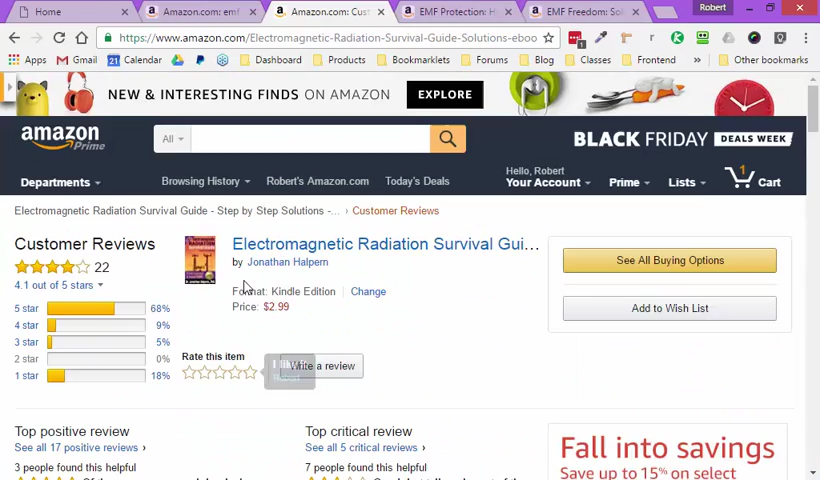 Home
Amazon.com: emf
Amazon.com: Cust
EMF Protection: H
EMF Freedom: Sol
Robert
https://www.amazon.com/Electromagnetic-Radiation-Survival-Guide-Solutions-eboo
Apps
Gmail
Calendar
Dashboard
Products
Bookmarklets
Forums
Blog
Classes
Frontend
Other bookmarks
NEW & INTERESTING FINDS ON AMAZON
EXPLORE
amazon Prime
All
BLACK FRIDAY DEALS WEEK
Departments
Browsing History
Robert's Amazon.com
Today's Deals
Hello, Robert
Your Account
Prime
Lists
1
Cart
Electromagnetic Radiation Survival Guide - Step by Step Solutions -... › Customer Reviews
Customer Reviews
22
4.1 out of 5 stars
5 star 68%
4 star 9%
3 star 5%
2 star 0%
1 star 18%
Electromagnetic Radiation Survival Gui...
by Jonathan Halpern
Format: Kindle Edition | Change
Price: $2.99
Rate this item
I like it
Write a review
See All Buying Options
Add to Wish List
Top positive review
See all 17 positive reviews ›
3 people found this helpful
Top critical review
See all 5 critical reviews ›
7 people found this helpful
Fall into savings
Save up to 15% on select